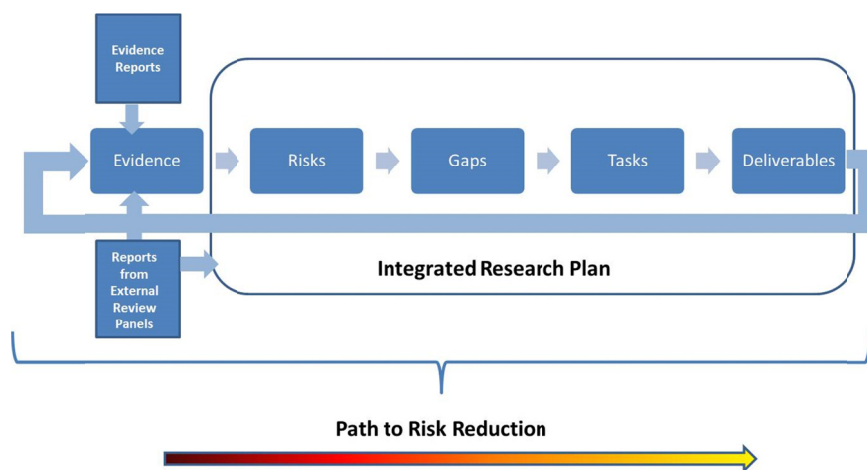 Evidence
Reports
Evidence
Risks
Gaps
Tasks
Deliverables
Reports
from
External
Review
Panels
Integrated Research Plan
Path to Risk Reduction